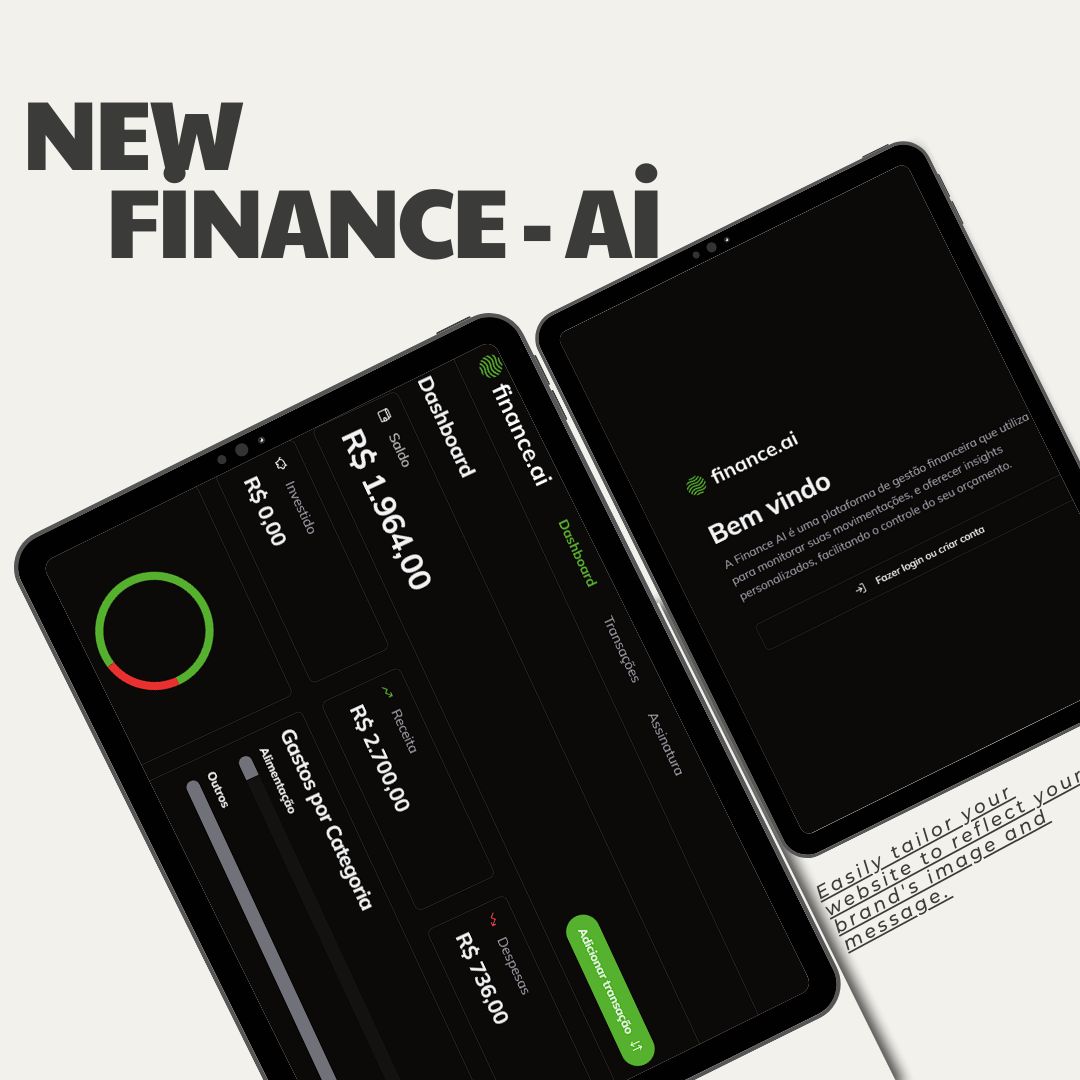 NEW
FINANCE - AI
finance.ai
Dashboard
Transações
Assinatura
Dashboard
Adicionar transação
Saldo
R$ 1.964,00
Investido
R$ 0,00
Receita
R$ 2.700,00
Despesas
R$ 736,00
Gastos por Categoria
Alimentação
Outros
finance.ai
Bem vindo
A Finance AI é uma plataforma de gestão financeira que utiliza
para monitorar suas movimentações, e oferecer insights
personalizados, facilitando o controle do seu orçamento.
Fazer login ou criar conta
Easily tailor your
website to reflect your
brand's image and
message.